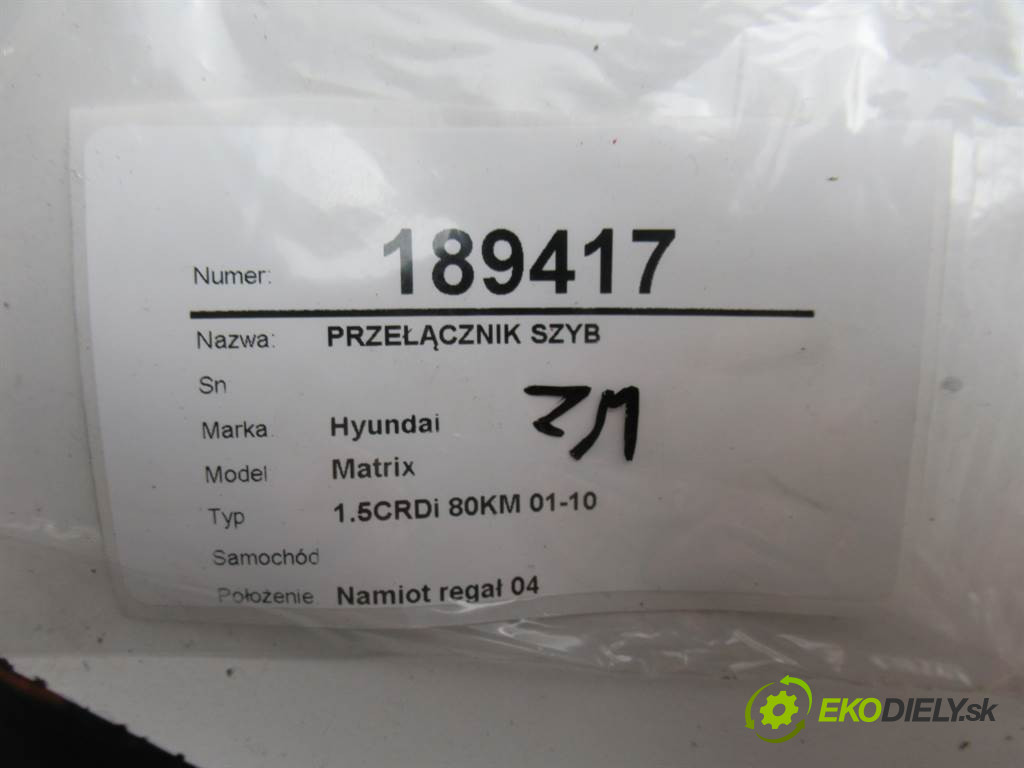 Numer: 189417
Nazwa: PRZEŁĄCZNIK SZYB
Sn
Marka Hyundai
Model Matrix
Typ 1.5CRDi 80KM 01-10
Samochód
Położenie Namiot regał 04
EKODIELY.sk